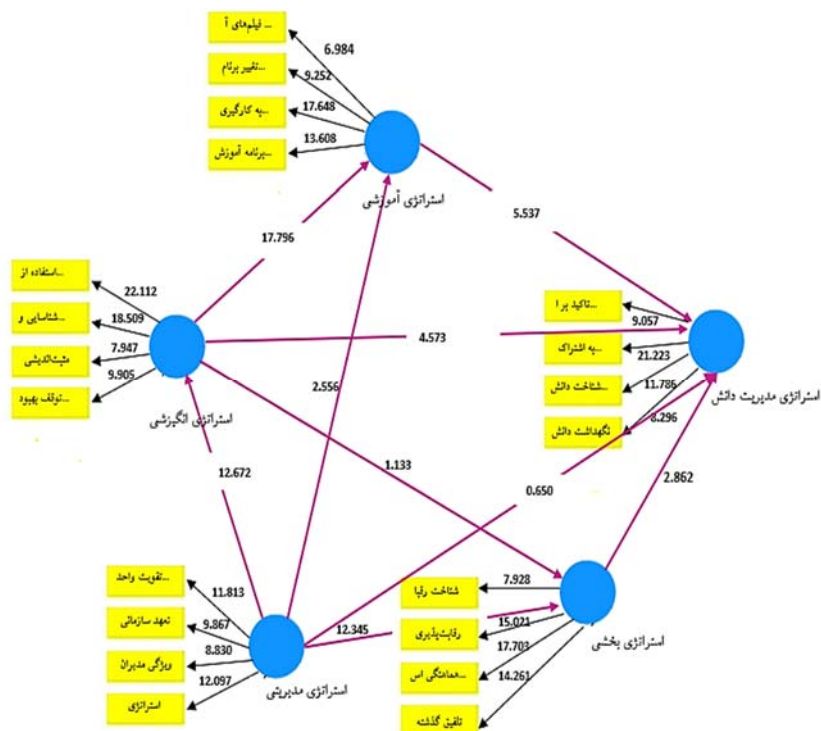 فیلم‌های آ...
6.984
تغییر برنام...
9.252
به کارگیری...
17.648
برنامه آموزش...
13.608
استراتژی آموزشی
17.796
5.537
استفاده از...
22.112
شناسایی و...
18.509
مثبت‌اندیشی
7.947
توقف بهبود...
9.905
استراتژی انگیزشی
4.573
2.556
تاکید بر ا...
9.057
به اشتراک...
21.223
شناخت دانش...
11.786
نگهداشت دانش
8.296
استراتژی مدیریت دانش
12.672
1.133
0.650
2.862
تقویت واحد...
11.813
تعهد سازمانی
9.867
ویژگی مدیران
8.830
استراتژی
12.097
استراتژی مدیریتی
12.345
شناخت رقبا
7.928
رقابت‌پذیری
15.021
هماهنگی اس...
17.703
تلفیق گذشته
14.261
استراتژی بخشی